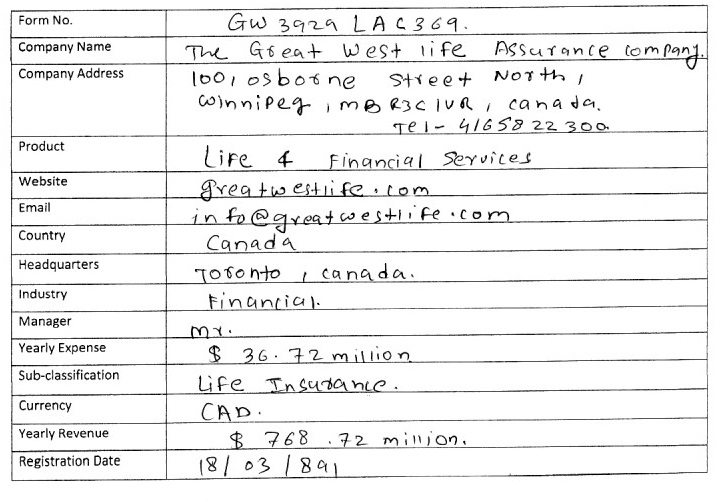 Form No. GW 3929 LAC369.
Company Name The Great West life Assurance Company.
Company Address 100, osborne Street North,
Winnipeg, MB R3C 1VR, Canada.
Tel- 4165822300
Product Life & Financial Services
Website greatwestlife.com
Email info@greatwestlife.com
Country Canada
Headquarters Toronto, Canada.
Industry Financial.
Manager Mr.
Yearly Expense $ 36.72 million
Sub-classification Life Insurance.
Currency CAD.
Yearly Revenue $ 768.72 million.
Registration Date 18/03/891